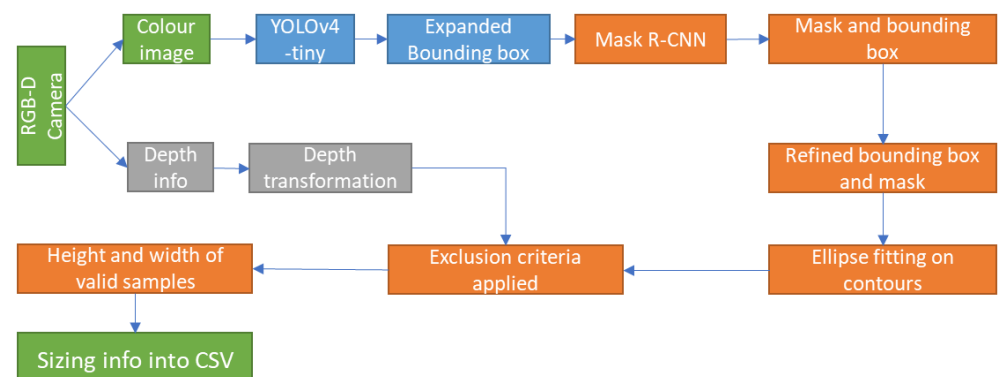 RGB-D
Camera
Colour
image
YOLOv4
-tiny
Expanded
Bounding box
Mask R-CNN
Mask and bounding
box
Depth
info
Depth
transformation
Refined bounding box
and mask
Height and width of
valid samples
Exclusion criteria
applied
Ellipse fitting on
contours
Sizing info into CSV